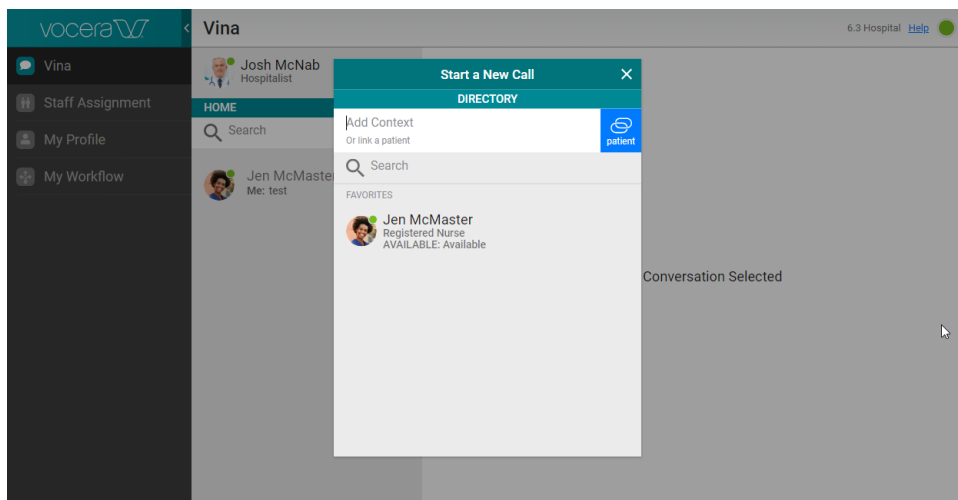 vocera
Vina
6.3 Hospital Help
Vina
Staff Assignment
My Profile
My Workflow
Josh McNab
Hospitalist
HOME
Search
Jen McMaste
Me: test
Start a New Call
DIRECTORY
Add Context
Or link a patient
patient
Search
FAVORITES
Jen McMaster
Registered Nurse
AVAILABLE: Available
Conversation Selected